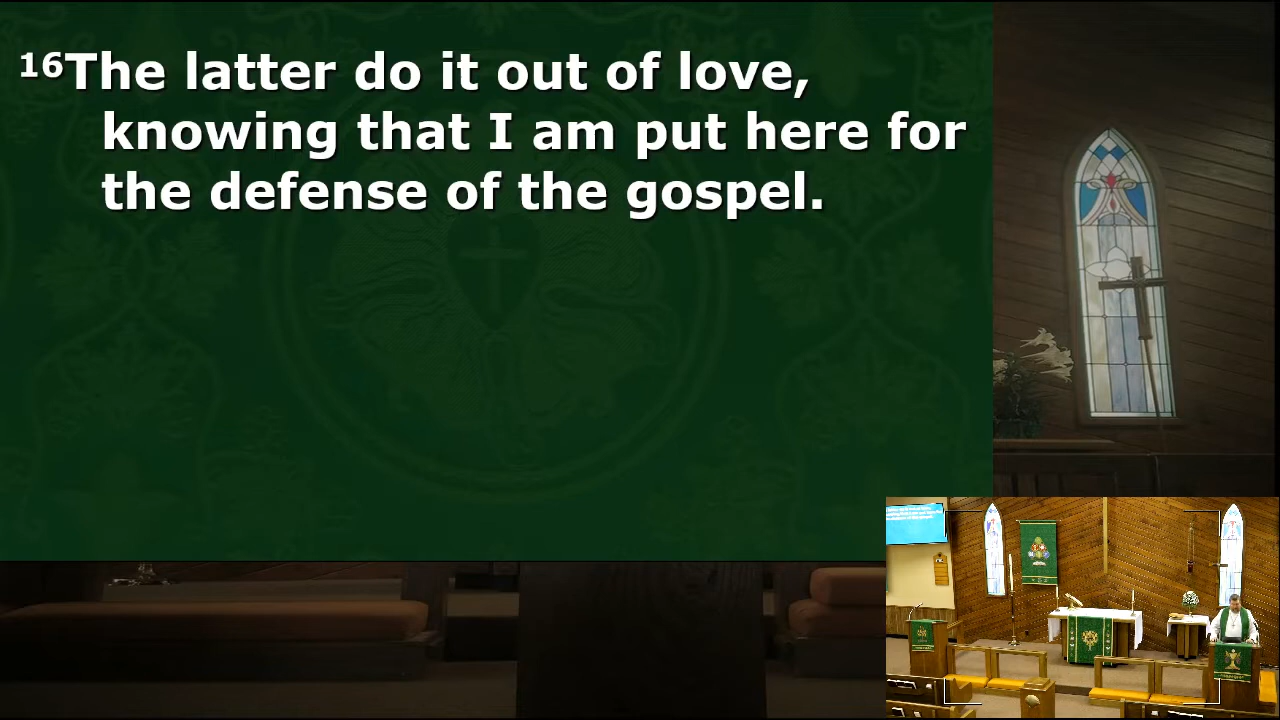 16The latter do it out of love,
knowing that I am put here for
the defense of the gospel.